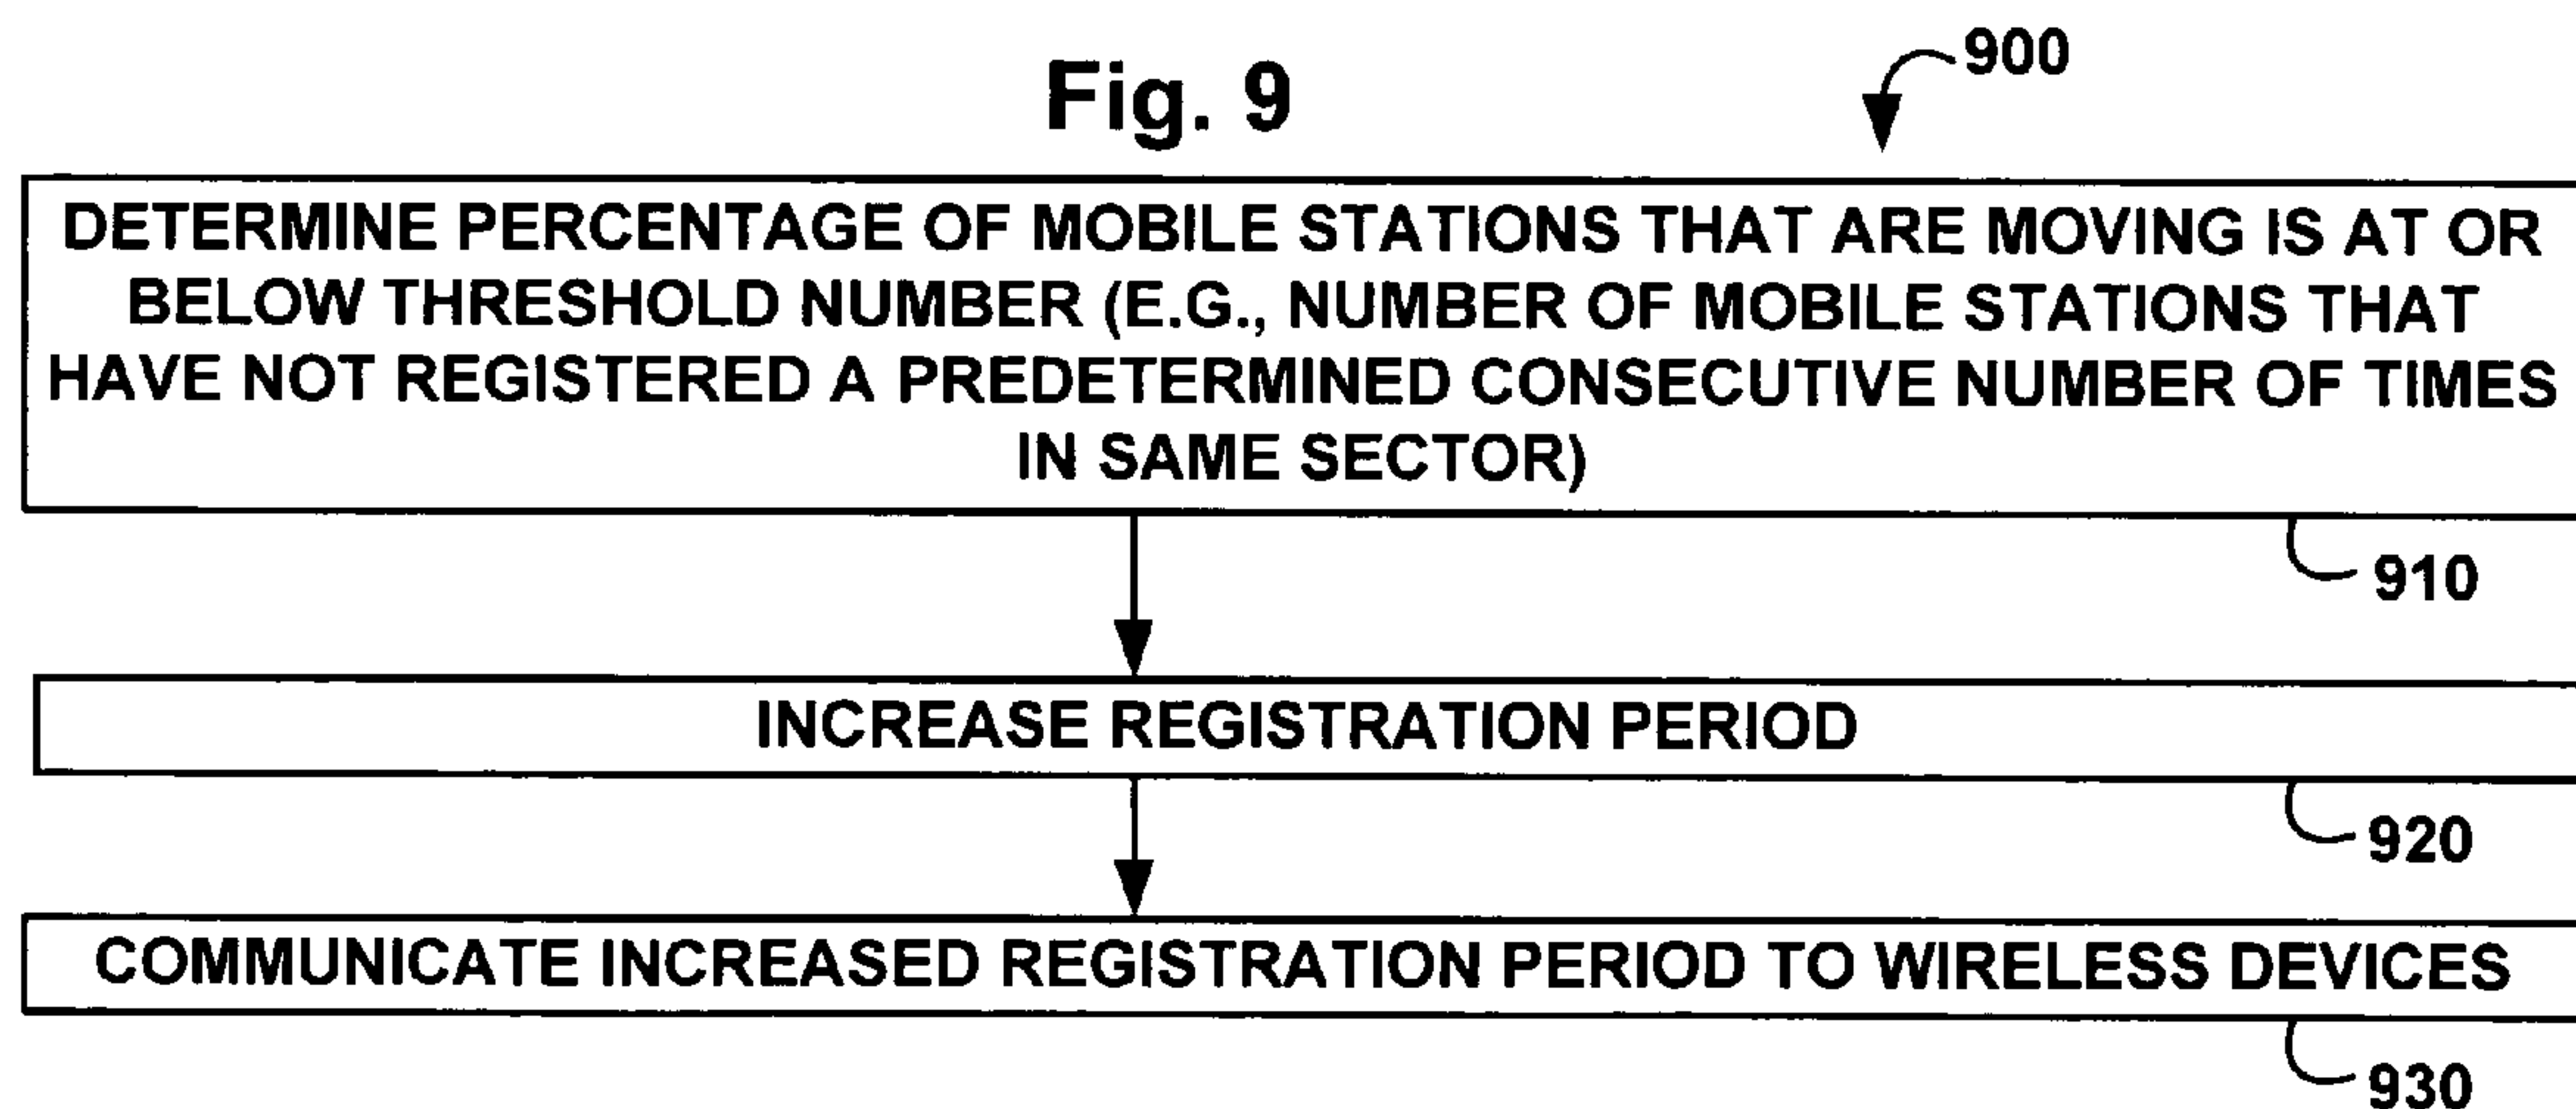 Fig. 9
900
DETERMINE PERCENTAGE OF MOBILE STATIONS THAT ARE MOVING IS AT OR
BELOW THRESHOLD NUMBER (E.G., NUMBER OF MOBILE STATIONS THAT
HAVE NOT REGISTERED A PREDETERMINED CONSECUTIVE NUMBER OF TIMES
IN SAME SECTOR)
910
INCREASE REGISTRATION PERIOD
920
COMMUNICATE INCREASED REGISTRATION PERIOD TO WIRELESS DEVICES
930